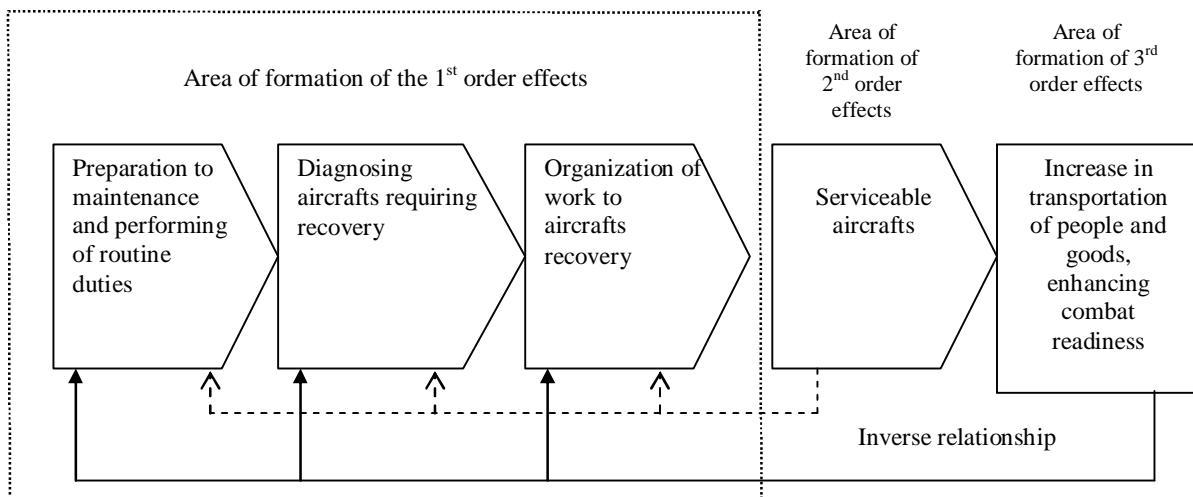 Area of formation of the 1st order effects
Area of
formation of
2nd order
effects
Area of
formation of 3rd
order effects
Preparation to
maintenance
and performing
of routine
duties
Diagnosing
aircrafts requiring
recovery
Organization of
work to
aircrafts
recovery
Serviceable
aircrafts
Increase in
transportation
of people and
goods,
enhancing
combat
readiness
Inverse relationship